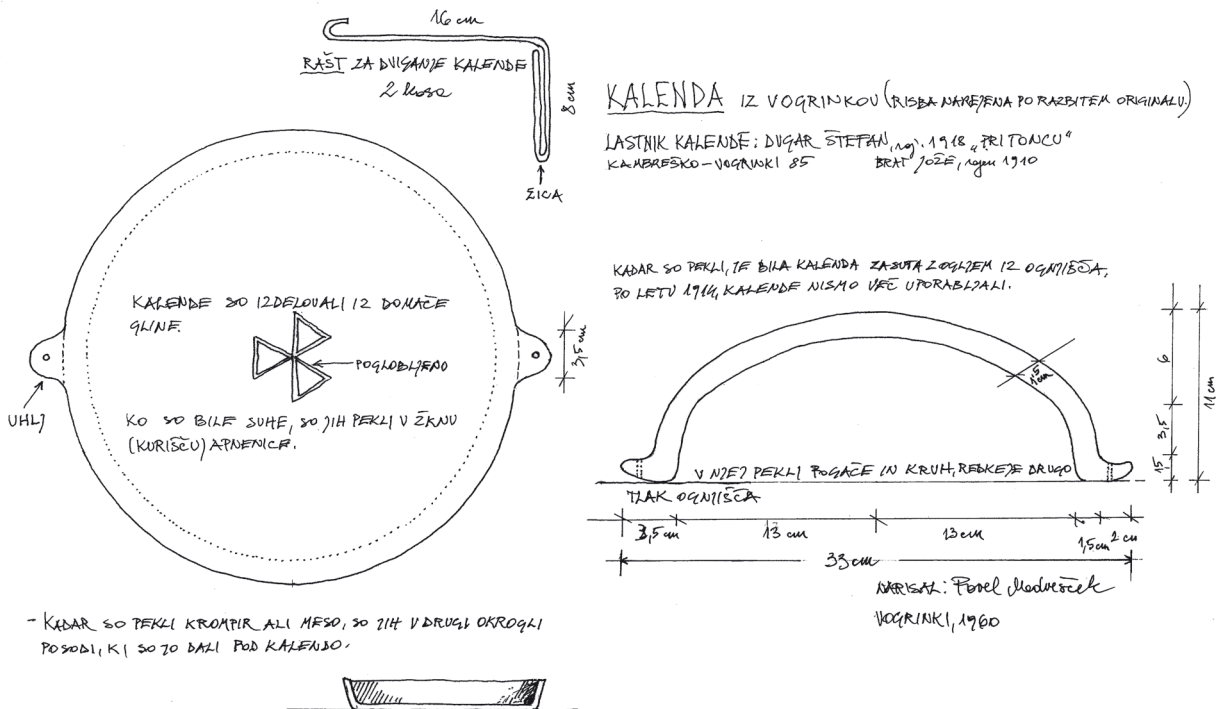 16 cm
RAŠT ZA DVIGANJE KALENDE
2 kosa
8 cm
ŽICA
KALENDA IZ VOGRINKOV (RISBA NAREJENA PO RAZBITEM ORIGINALU.)
LASTNIK KALENDE: DUGAR ŠTEFAN, roj. 1918 „PRI TONCU“
KAMBREŠKO – VOGRINKI 85 BRAT JOŽE, rojen 1910
KADAR SO PEKLI, JE BILA KALENDA ZASUTA Z OGLJEM IZ OGNJIŠČA,
PO LETU 1914, KALENDE NISMO VEČ UPORABLJALI.
KALENDE SO IZDELOVALI IZ DOMAČE
GLINE.
POGLOBLJENO
3,5 cm
UHLJ
KO SO BILE SUHE, SO JIH PEKLI V ŽRNU
(KURIŠČU) APNENICE.
1,5
cm
6
3,5
1,5
11 cm
V NJEJ PEKLI POGAČE IN KRUH, REDKEJE DRUGO
TLAK OGNJIŠČA
3,5 cm
13 cm
13 cm
1,5 cm
2 cm
33 cm
NARISAL: Pavel Medvešček
VOGRINKI, 1960
- KADAR SO PEKLI KROMPIR ALI MESO, SO JIH V DRUGI OKROGLI
POSODI, KI SO JO DALI POD KALENDO.